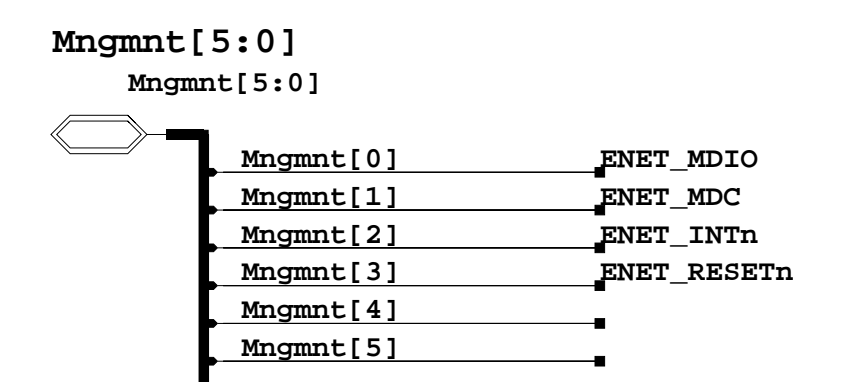 Mngmnt[5:0]
Mngmnt[5:0]
Mngmnt[0] ENET_MDIO
Mngmnt[1] ENET_MDC
Mngmnt[2] ENET_INTn
Mngmnt[3] ENET_RESETn
Mngmnt[4]
Mngmnt[5]